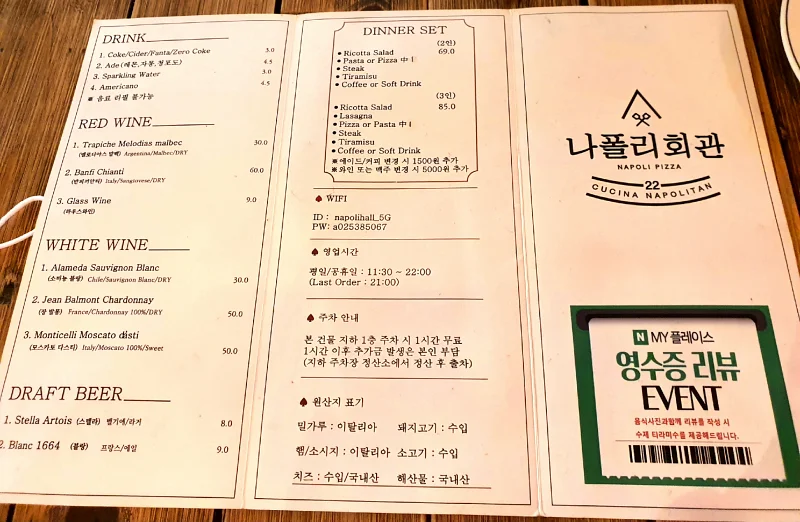 DRINK
1. Coke/Cider/Fanta/Zero Coke 3.0
2. Ade(레몬,자몽,청포도) 4.5
3. Sparkling Water 3.0
4. Americano 4.5
※ 음료 리필 불가능
RED WINE
1. Trapiche Melodias malbec 30.0
(멜로디아스 말벡) Argentina/Malbec/DRY
2. Banfi Chianti 60.0
(반피끼안티) Italy/Sangiovese/DRY
3. Glass Wine 9.0
(하우스와인)
WHITE WINE
1. Alameda Sauvignon Blanc
(소비뇽 블랑) Chile/Sauvignon Blanc/DRY 30.0
2. Jean Balmont Chardonnay
(장 발몽) France/Chardonnay 100%/DRY 50.0
3. Monticelli Moscato dasti
(모스카토 다스티) Italy/Moscato 100%/Sweet 50.0
DRAFT BEER
1. Stella Artois (스텔라) 벨기에/라거 8.0
2. Blanc 1664 (블랑) 프랑스/에일 9.0
DINNER SET
(2인)
• Ricotta Salad 69.0
• Pasta or Pizza 中1
• Steak
• Tiramisu
• Coffee or Soft Drink
(3인)
• Ricotta Salad 85.0
• Lasagna
• Pizza or Pasta 中1
• Steak
• Tiramisu
• Coffee or Soft Drink
※에이드/커피 변경 시 1500원 추가
※와인 또는 맥주 변경 시 5000원 추가
♠ WIFI
ID : napolihall_5G
PW: a025385067
♠ 영업시간
평일/공휴일 : 11:30 ~ 22:00
(Last Order ; 21:00)
♠ 주차 안내
본 건물 지하 1층 주차 시 1시간 무료
1시간 이후 추가금 발생은 본인 부담
(지하 주차장 정산소에서 정산 후 출차)
♠ 원산지 표기
밀가루 : 이탈리아 돼지고기 : 수입
햄/소시지 : 이탈리아 소고기 : 수입
치즈 : 수입/국내산 해산물 : 국내산
나폴리회관
NAPOLI PIZZA
22
CUCINA NAPOLITAN
N MY 플레이스
영수증 리뷰
EVENT
음식사진과함께 리뷰를 작성 시
수제 타라미수를 제공해드립니다.